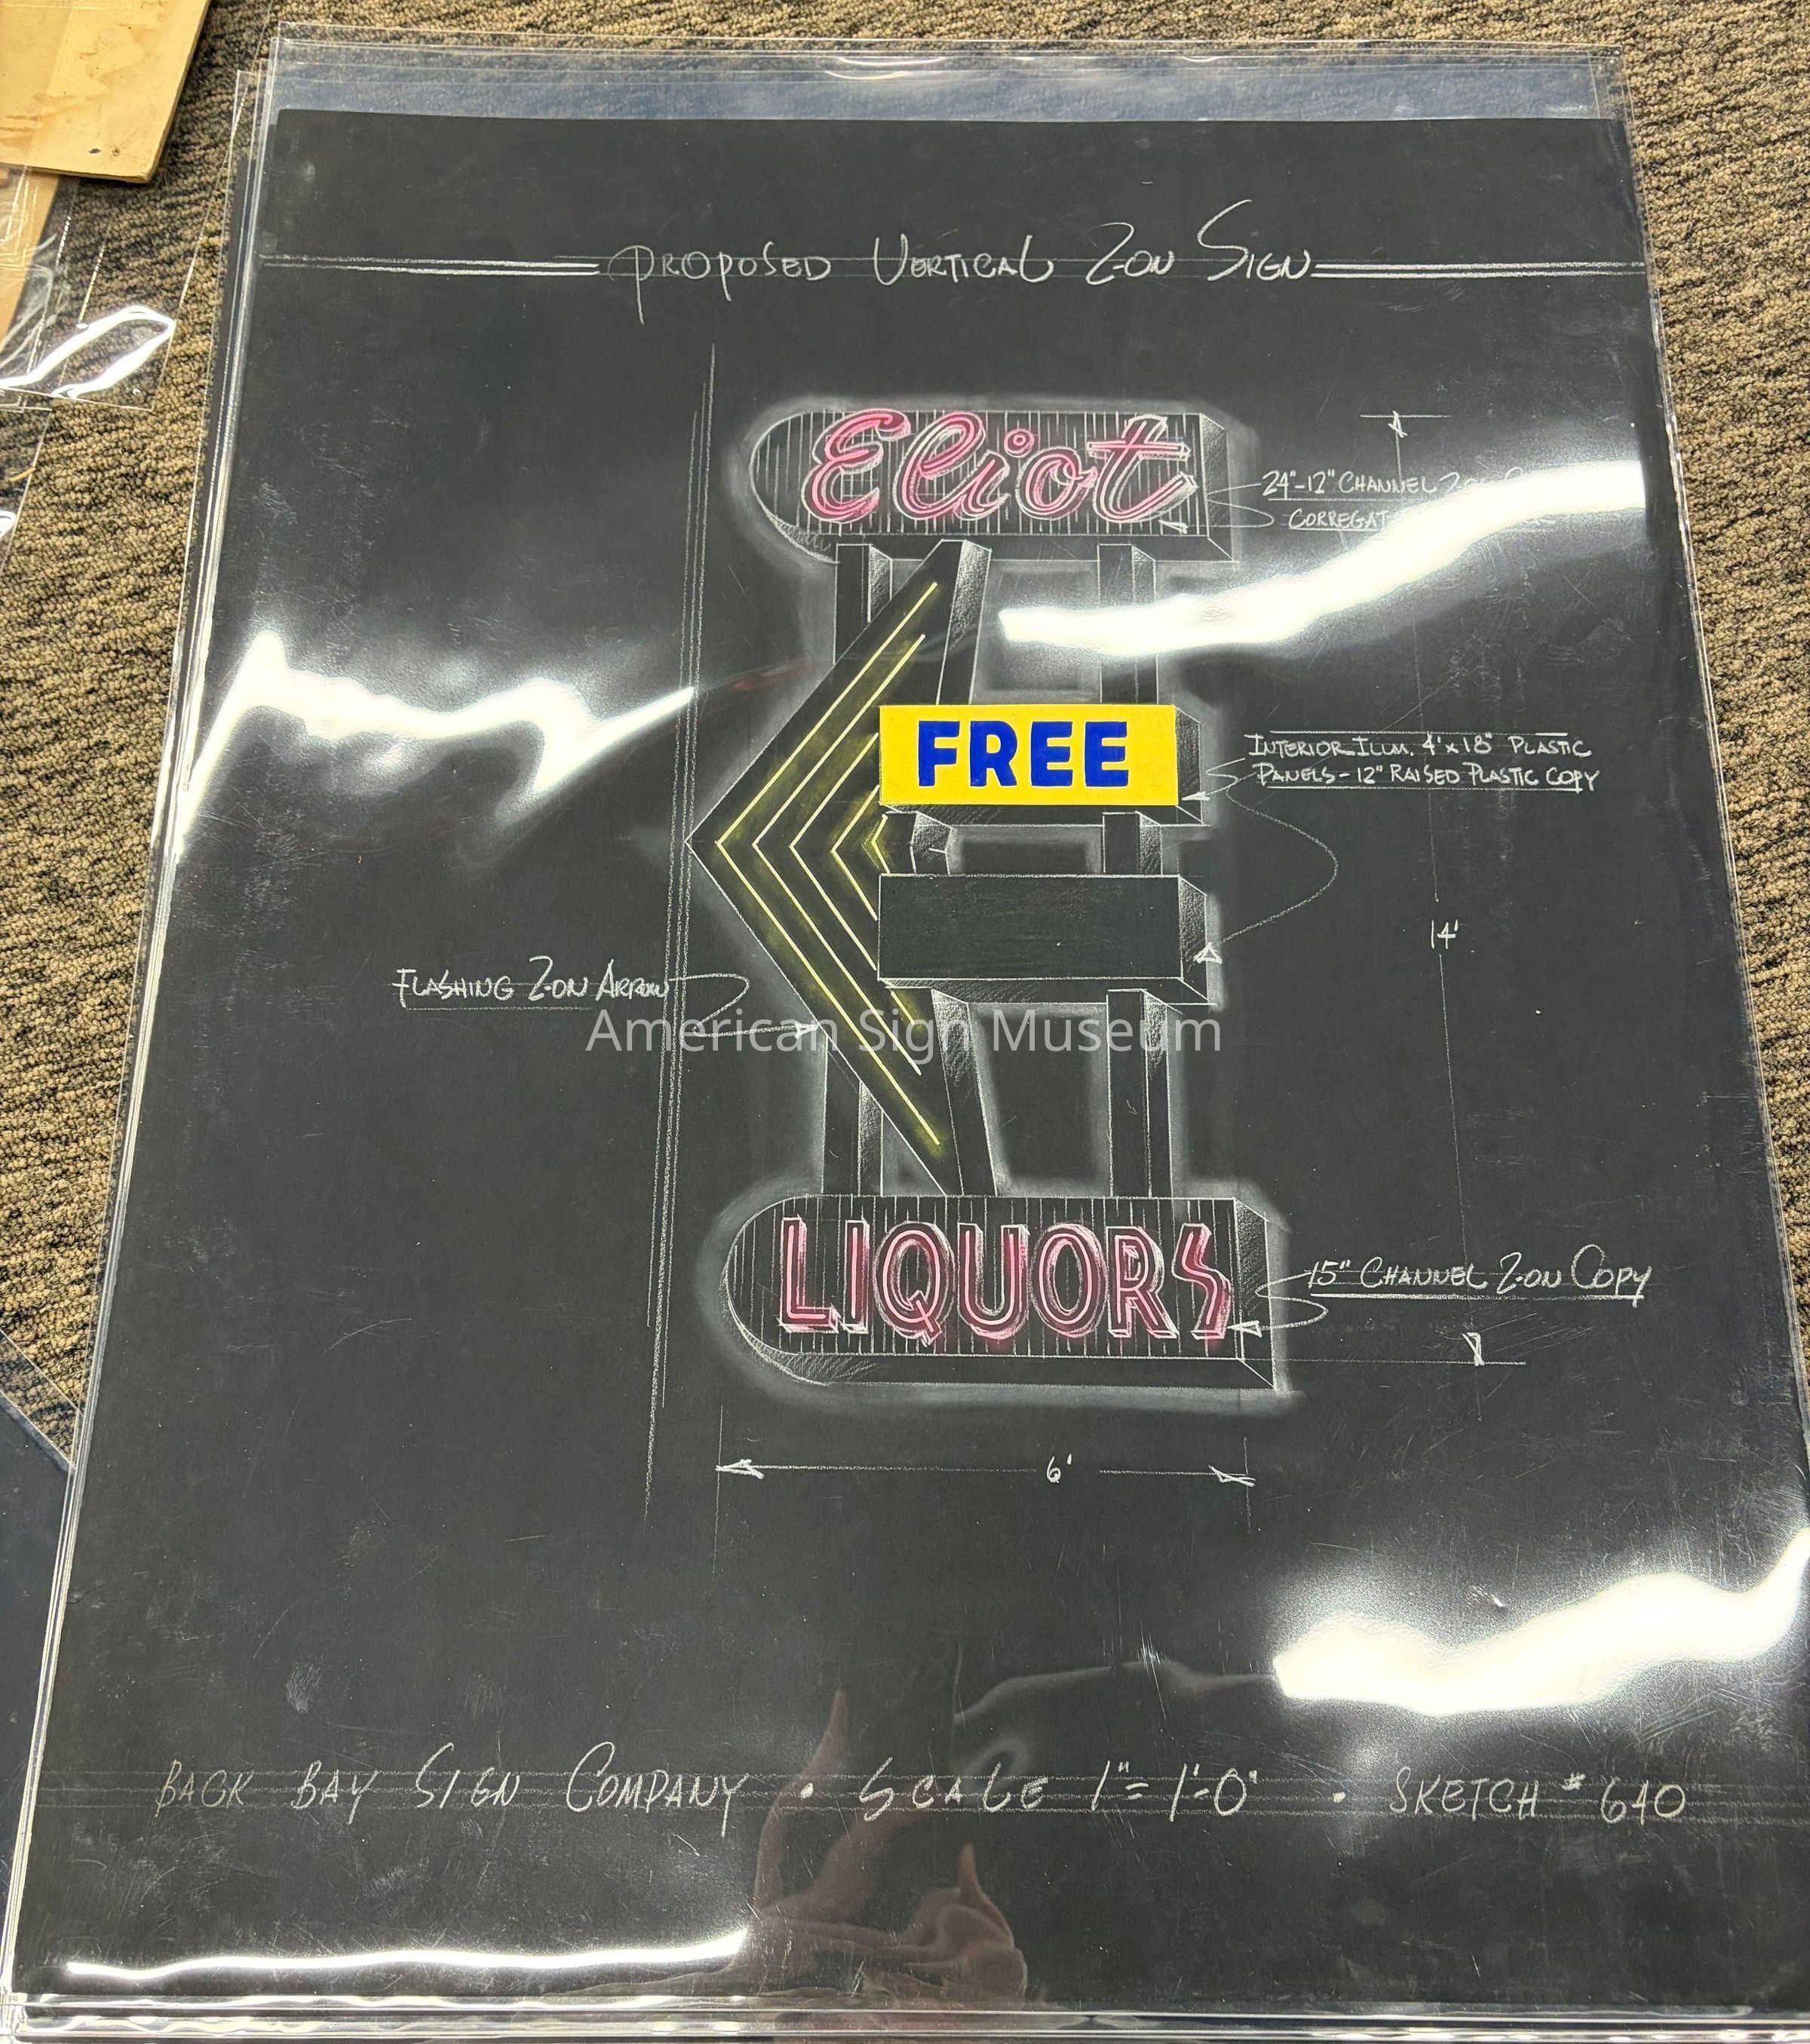 PROPOSED VERTICAL Z-ON SIGN
Eliot
24"-12" CHANNEL
FREE
INTERIOR ILLUM. 4'x18" PLASTIC
PANELS - 12" RAISED PLASTIC COPY
14'
FLASHING Z-ON ARROW
American Sign Museum
LIQUORS
15" CHANNEL Z-ON COPY
6'
BACK BAY SIGN COMPANY • SCALE 1"=1'-0" • SKETCH # 640